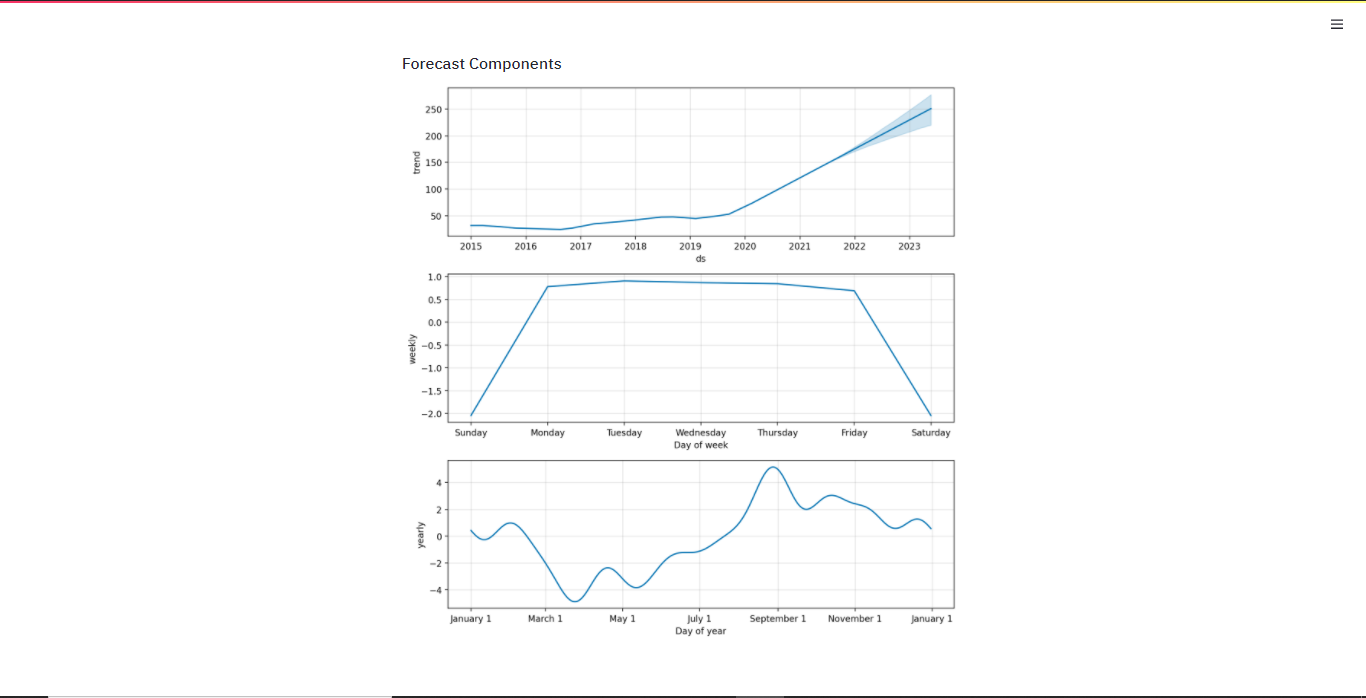 Forecast Components
250
200
150
100
50
trend
2015 2016 2017 2018 2019 2020 2021 2022 2023
ds
1.0
0.5
0.0
−0.5
−1.0
−1.5
−2.0
weekly
Sunday Monday Tuesday Wednesday Thursday Friday Saturday
Day of week
4
2
0
−2
−4
yearly
January 1 March 1 May 1 July 1 September 1 November 1 January 1
Day of year